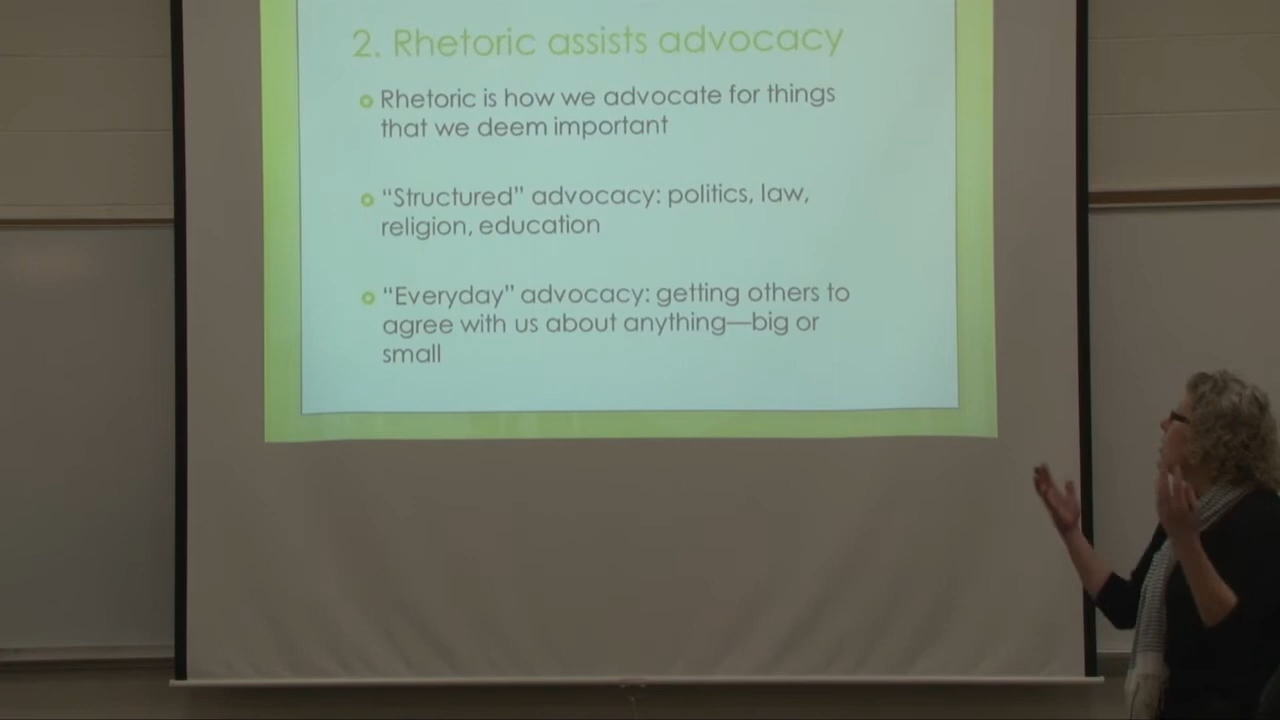 2. Rhetoric assists advocacy
Rhetoric is how we advocate for things
that we deem important
“Structured” advocacy: politics, law,
religion, education
“Everyday” advocacy: getting others to
agree with us about anything—big or
small